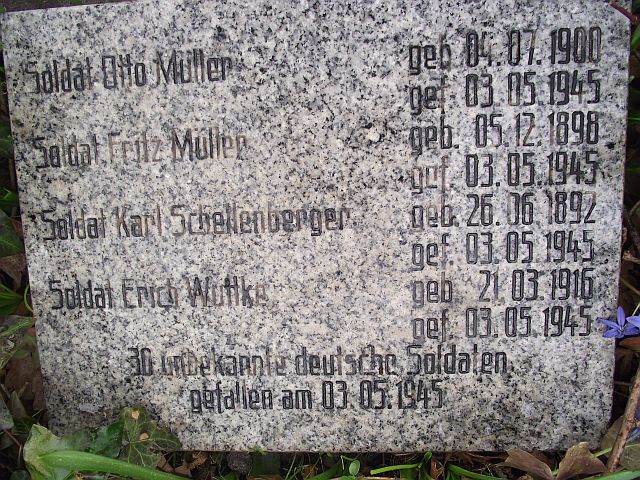 Soldat Otto Müller geb. 04.07.1900
gef. 03.05.1945
Soldat Fritz Müller geb. 05.12.1898
gef. 03.05.1945
Soldat Karl Schellenberger geb. 26.06.1892
gef. 03.05.1945
Soldat Erich Wuttke geb. 21.03.1916
gef. 03.05.1945
30 unbekannte deutsche Soldaten
gefallen am 03.05.1945